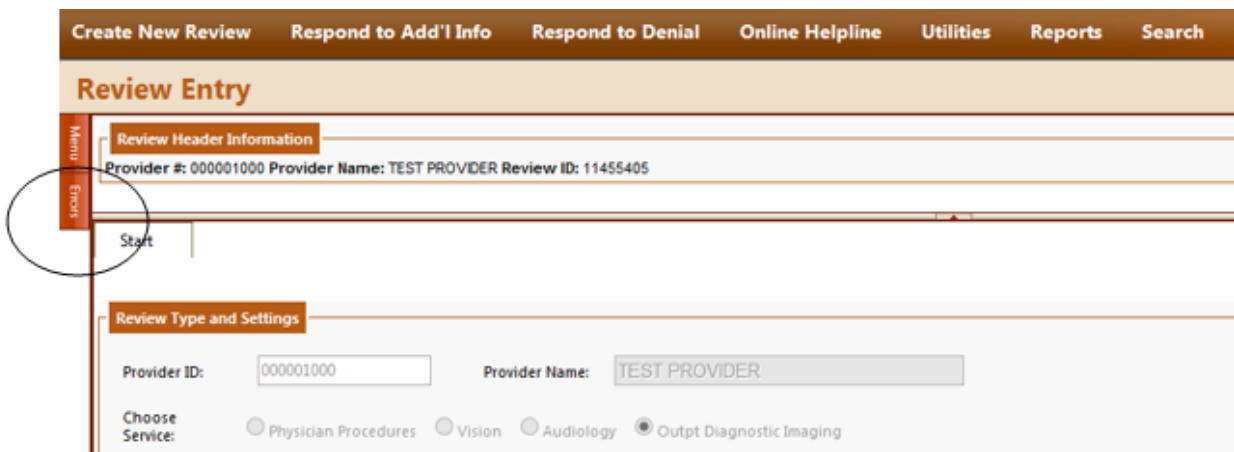 Create New Review Respond to Add'l Info Respond to Denial Online Helpline Utilities Reports Search
Review Entry
Menu
Errors
Review Header Information
Provider #: 000001000 Provider Name: TEST PROVIDER Review ID: 11455405
Start
Review Type and Settings
Provider ID: 000001000 Provider Name: TEST PROVIDER
Choose
Service: Physician Procedures Vision Audiology Outpt Diagnostic Imaging